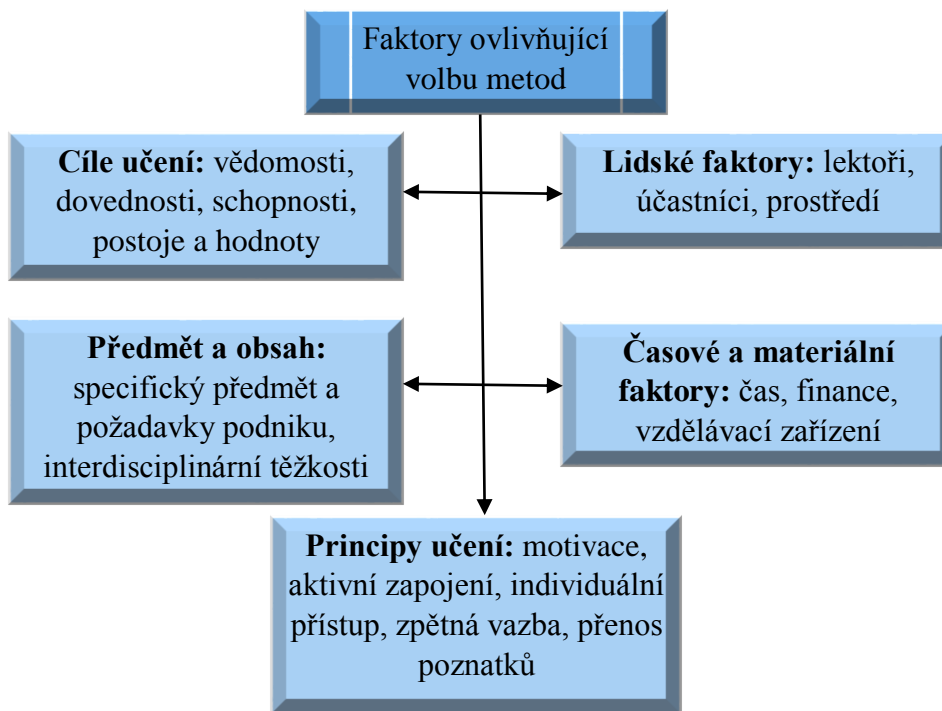 Faktory ovlivňující
volbu metod
Cíle učení: vědomosti,
dovednosti, schopnosti,
postoje a hodnoty
Lidské faktory: lektoři,
účastníci, prostředí
Předmět a obsah:
specifický předmět a
požadavky podniku,
interdisciplinární těžkosti
Časové a materiální
faktory: čas, finance,
vzdělávací zařízení
Principy učení: motivace,
aktivní zapojení, individuální
přístup, zpětná vazba, přenos
poznatků